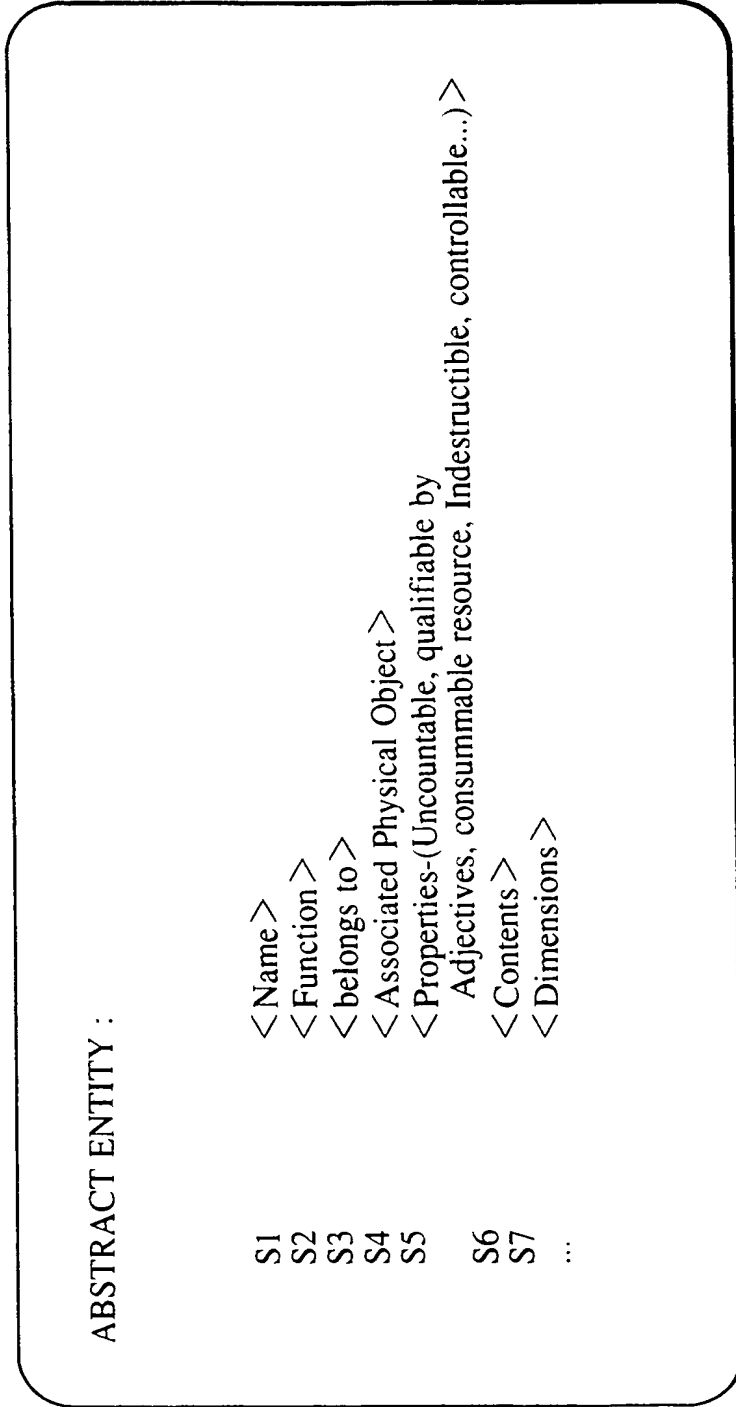 ABSTRACT ENTITY :
S1 <Name>
S2 <Function>
S3 <belongs to>
S4 <Associated Physical Object>
S5 <Properties-(Uncountable, qualifiable by
Adjectives, consummable resource, Indestructible, controllable...)>
S6 <Contents>
S7 <Dimensions>
...